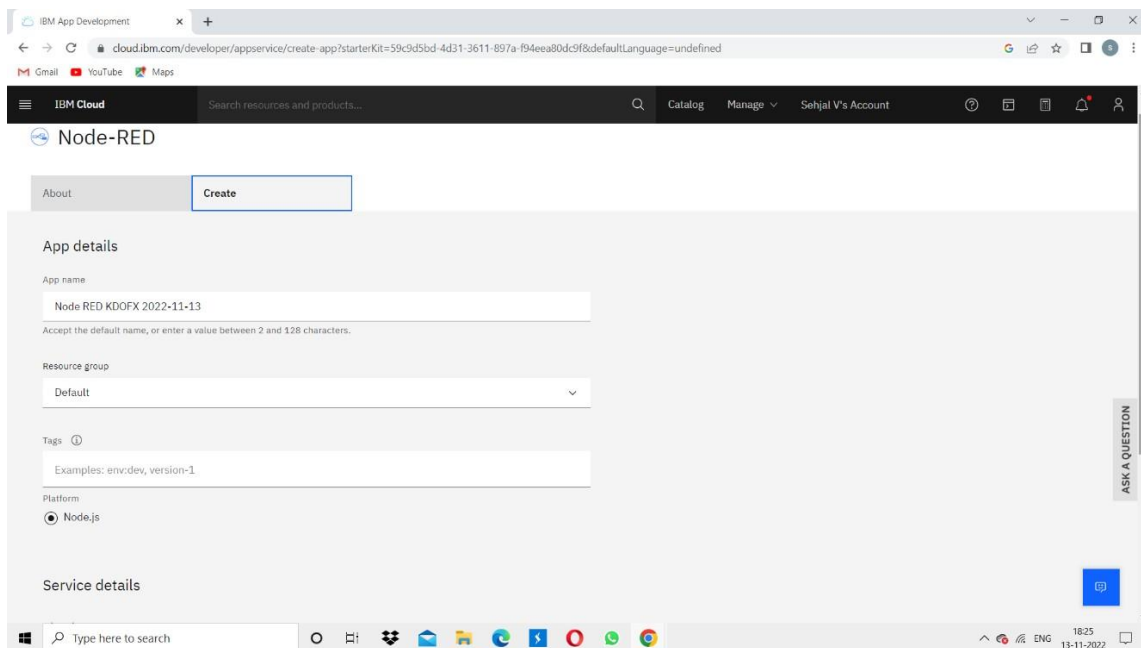 IBM App Development
cloud.ibm.com/developer/appservice/create-app?starterKit=59c9d5bd-4d31-3611-897a-f94eea80dc9f&defaultLanguage=undefined
G
s
Gmail YouTube Maps
IBM Cloud Search resources and products... Catalog Manage Sehjal V's Account
Node-RED
About Create
App details
App name
Node RED KDOFX 2022-11-13
Accept the default name, or enter a value between 2 and 128 characters.
Resource group
Default
Tags
Examples: env:dev, version-1
Platform
Node.js
ASK A QUESTION
Service details
Type here to search ENG 18:25
13-11-2022